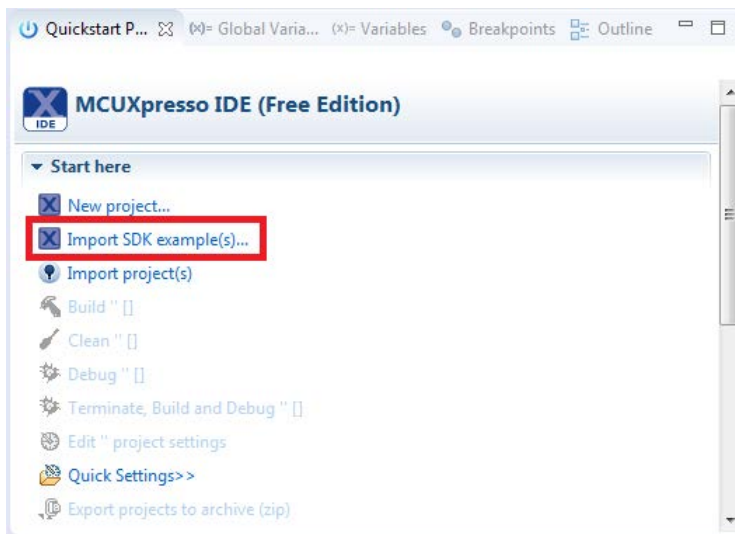 Quickstart P... (x)= Global Varia... (x)= Variables Breakpoints Outline
IDE MCUXpresso IDE (Free Edition)
Start here
New project...
Import SDK example(s)...
Import project(s)
Build '' []
Clean '' []
Debug '' []
Terminate, Build and Debug '' []
Edit '' project settings
Quick Settings>>
Export projects to archive (zip)